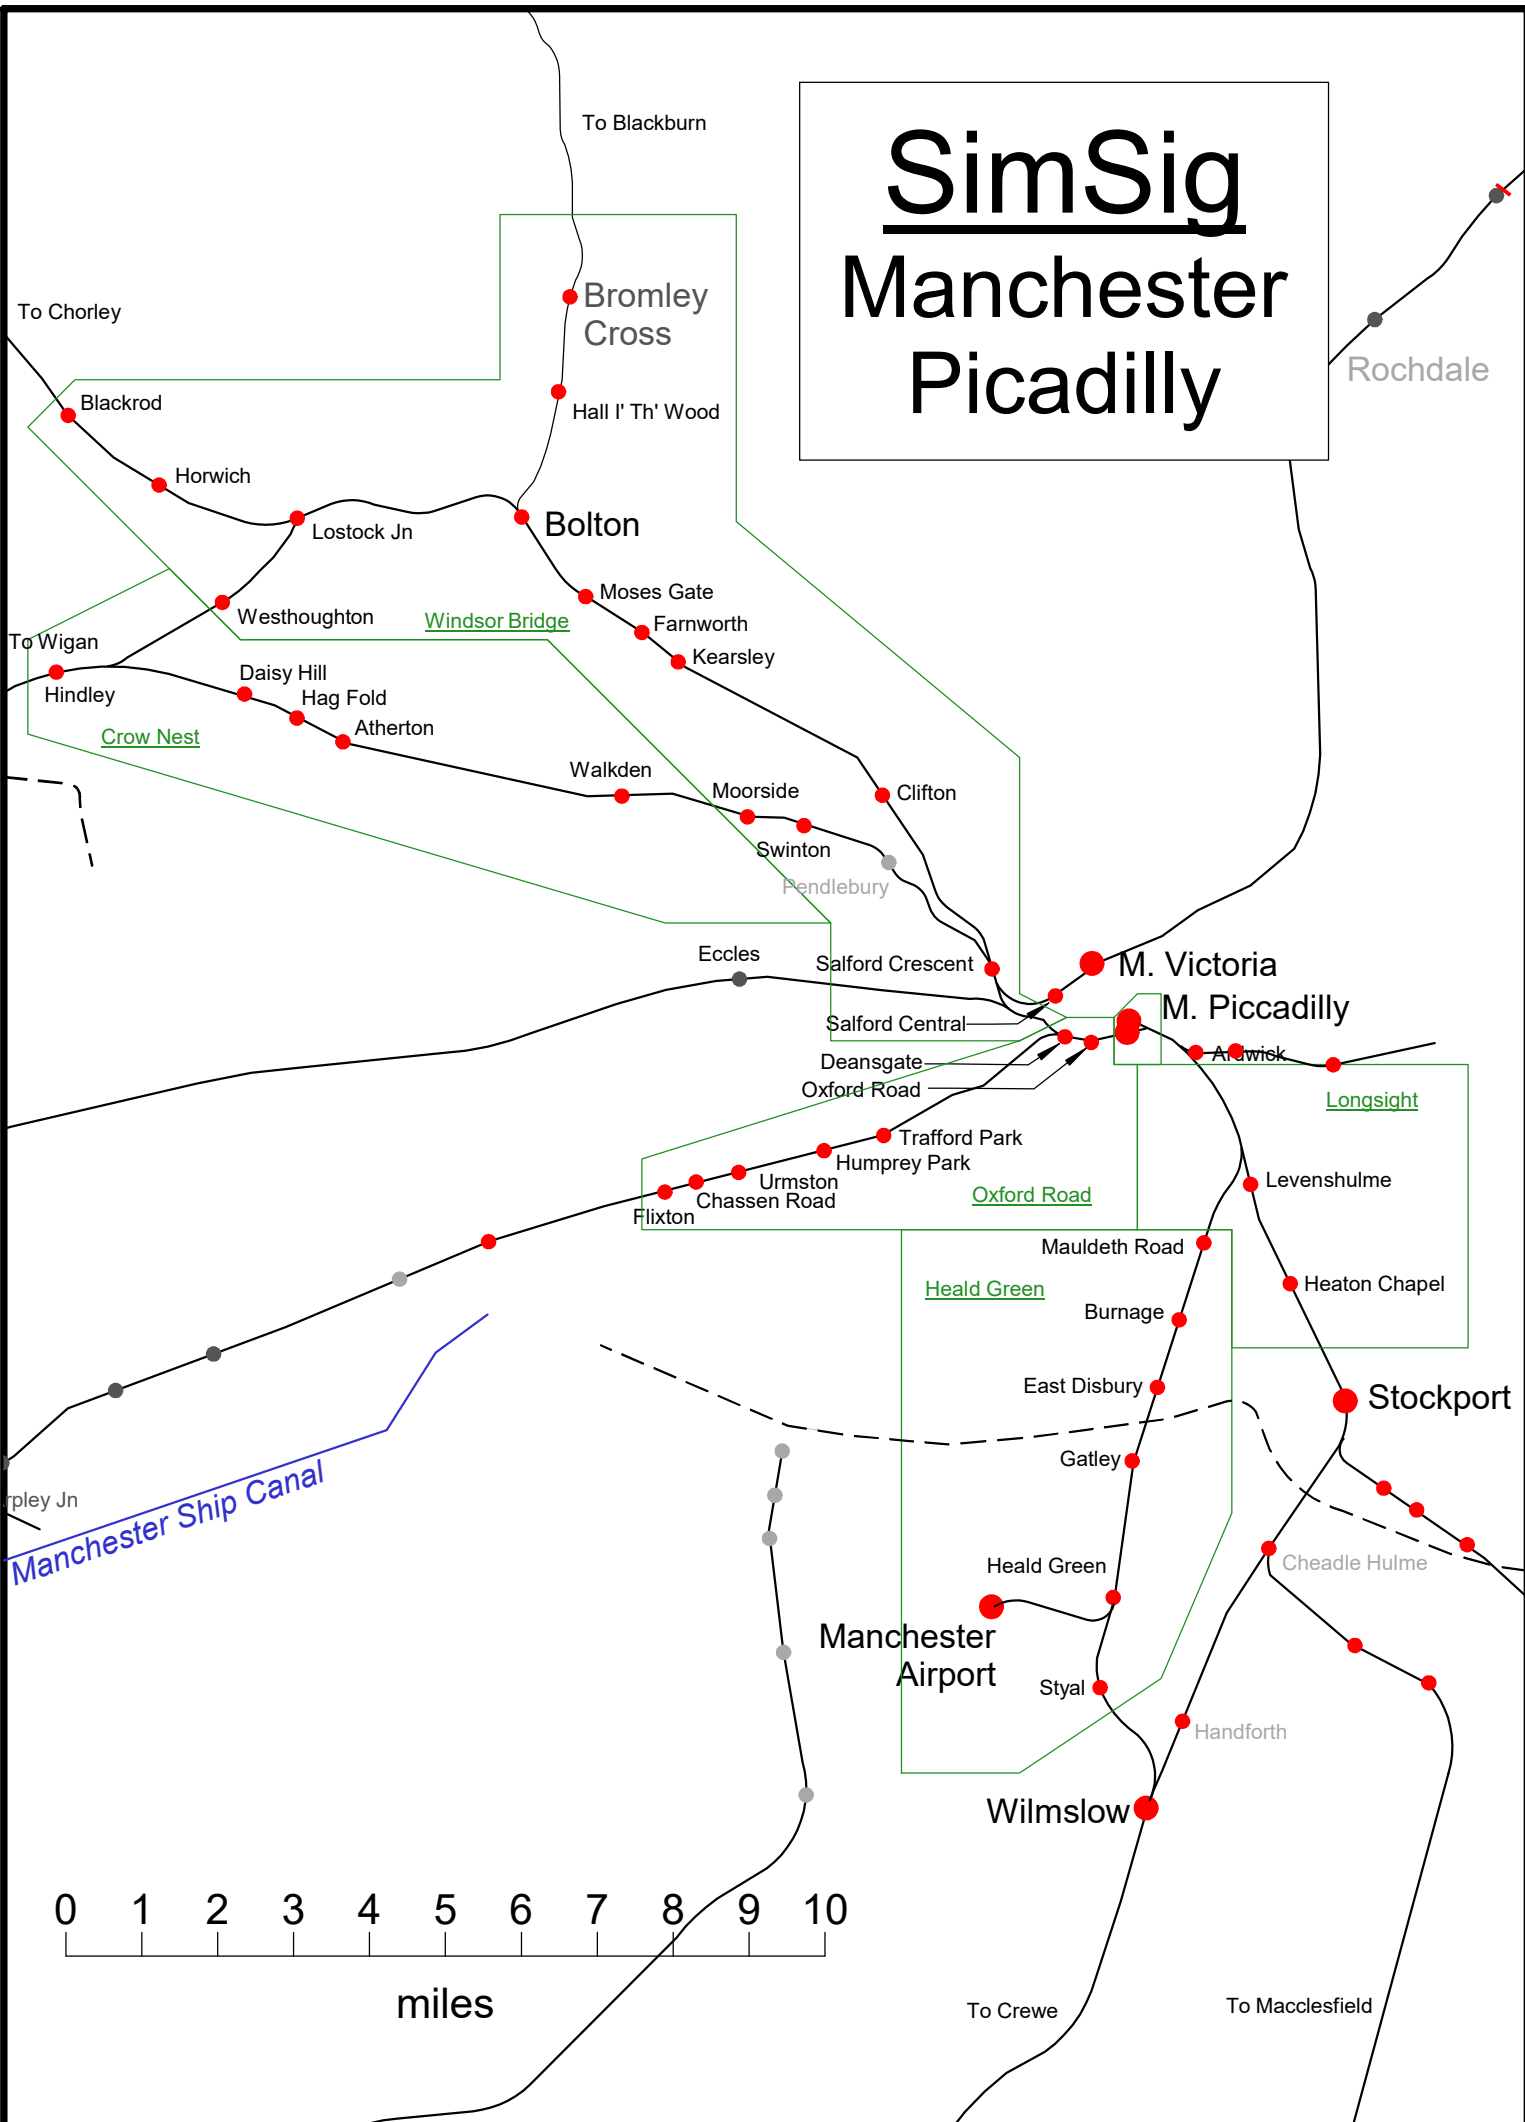 To Blackburn
SimSig
Manchester
Picadilly
Bromley
Cross
To Chorley
Rochdale
Blackrod
Hall I' Th' Wood
Horwich
Lostock Jn
Bolton
Moses Gate
Westhoughton
Windsor Bridge
Farnworth
To Wigan
Kearsley
Daisy Hill
Hindley
Hag Fold
Atherton
Crow Nest
Walkden
Moorside
Clifton
Swinton
Pendlebury
Eccles
Salford Crescent
M. Victoria
M. Piccadilly
Salford Central
Ardwick
Deansgate
Oxford Road
Longsight
Trafford Park
Humprey Park
Urmston
Levenshulme
Chassen Road
Oxford Road
Flixton
Mauldeth Road
Heald Green
Heaton Chapel
Burnage
East Disbury
Stockport
Gatley
rpley Jn
Manchester Ship Canal
Heald Green
Cheadle Hulme
Manchester
Airport
Styal
Handforth
Wilmslow
0 1 2 3 4 5 6 7 8 9 10
miles
To Crewe
To Macclesfield